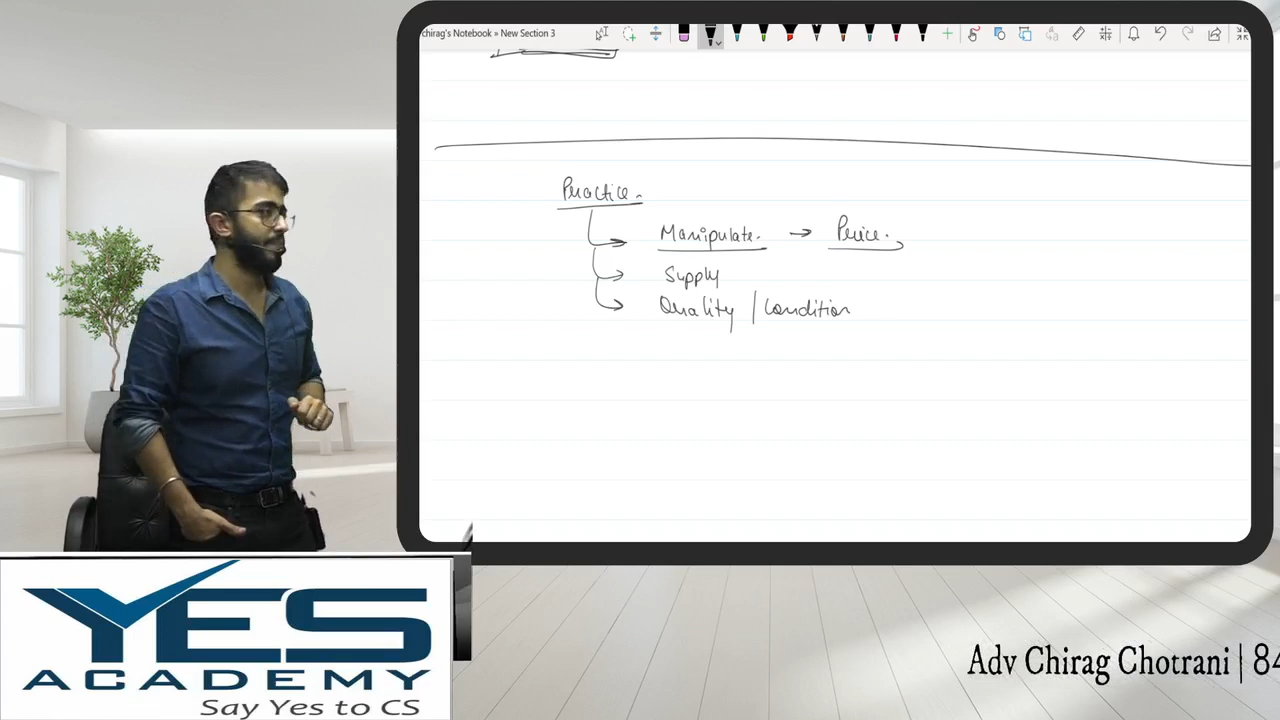 chirag's Notebook » New Section 3
Practice.
Manipulate. → Price.
Supply
Quality / Condition
YES
ACADEMY
Say Yes to CS
Adv Chirag Chotrani | 84